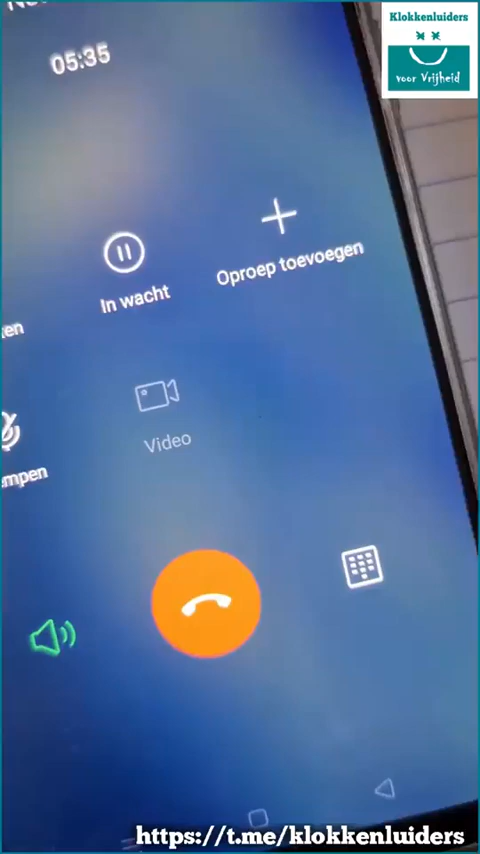 Klokkenluiders
voor Vrijheid
05:35
Oproep toevoegen
In wacht
Video
https://t.me/klokkenluiders